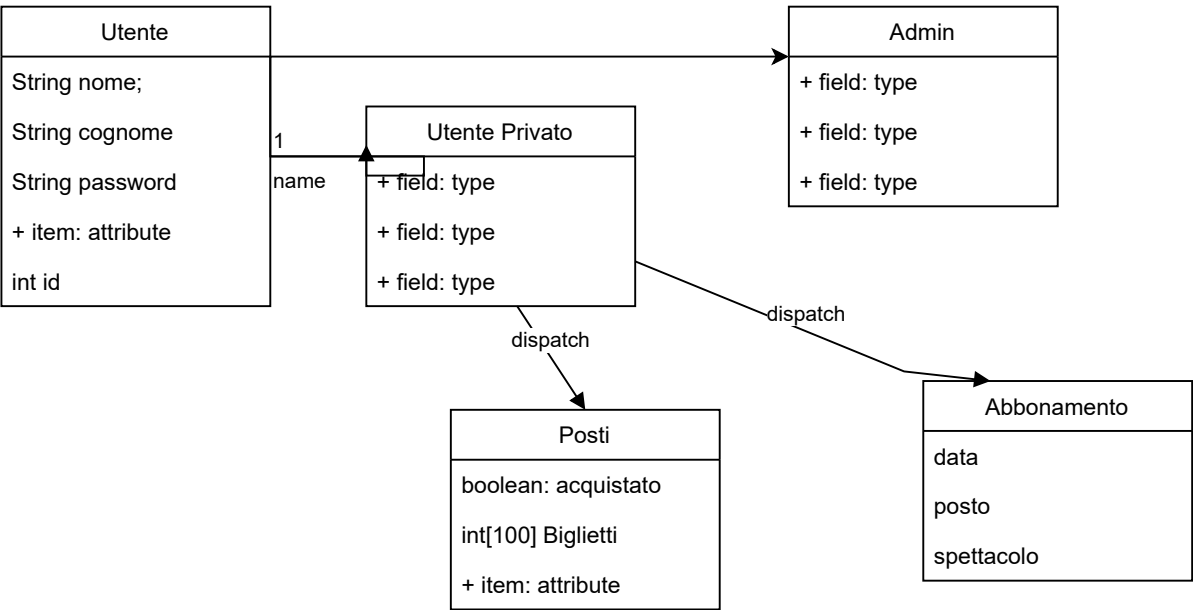 Utente
String nome;
String cognome
String password
+ item: attribute
int id
1
name
Utente Privato
+ field: type
+ field: type
+ field: type
Admin
+ field: type
+ field: type
+ field: type
dispatch
dispatch
Posti
boolean: acquistato
int[100] Biglietti
+ item: attribute
Abbonamento
data
posto
spettacolo